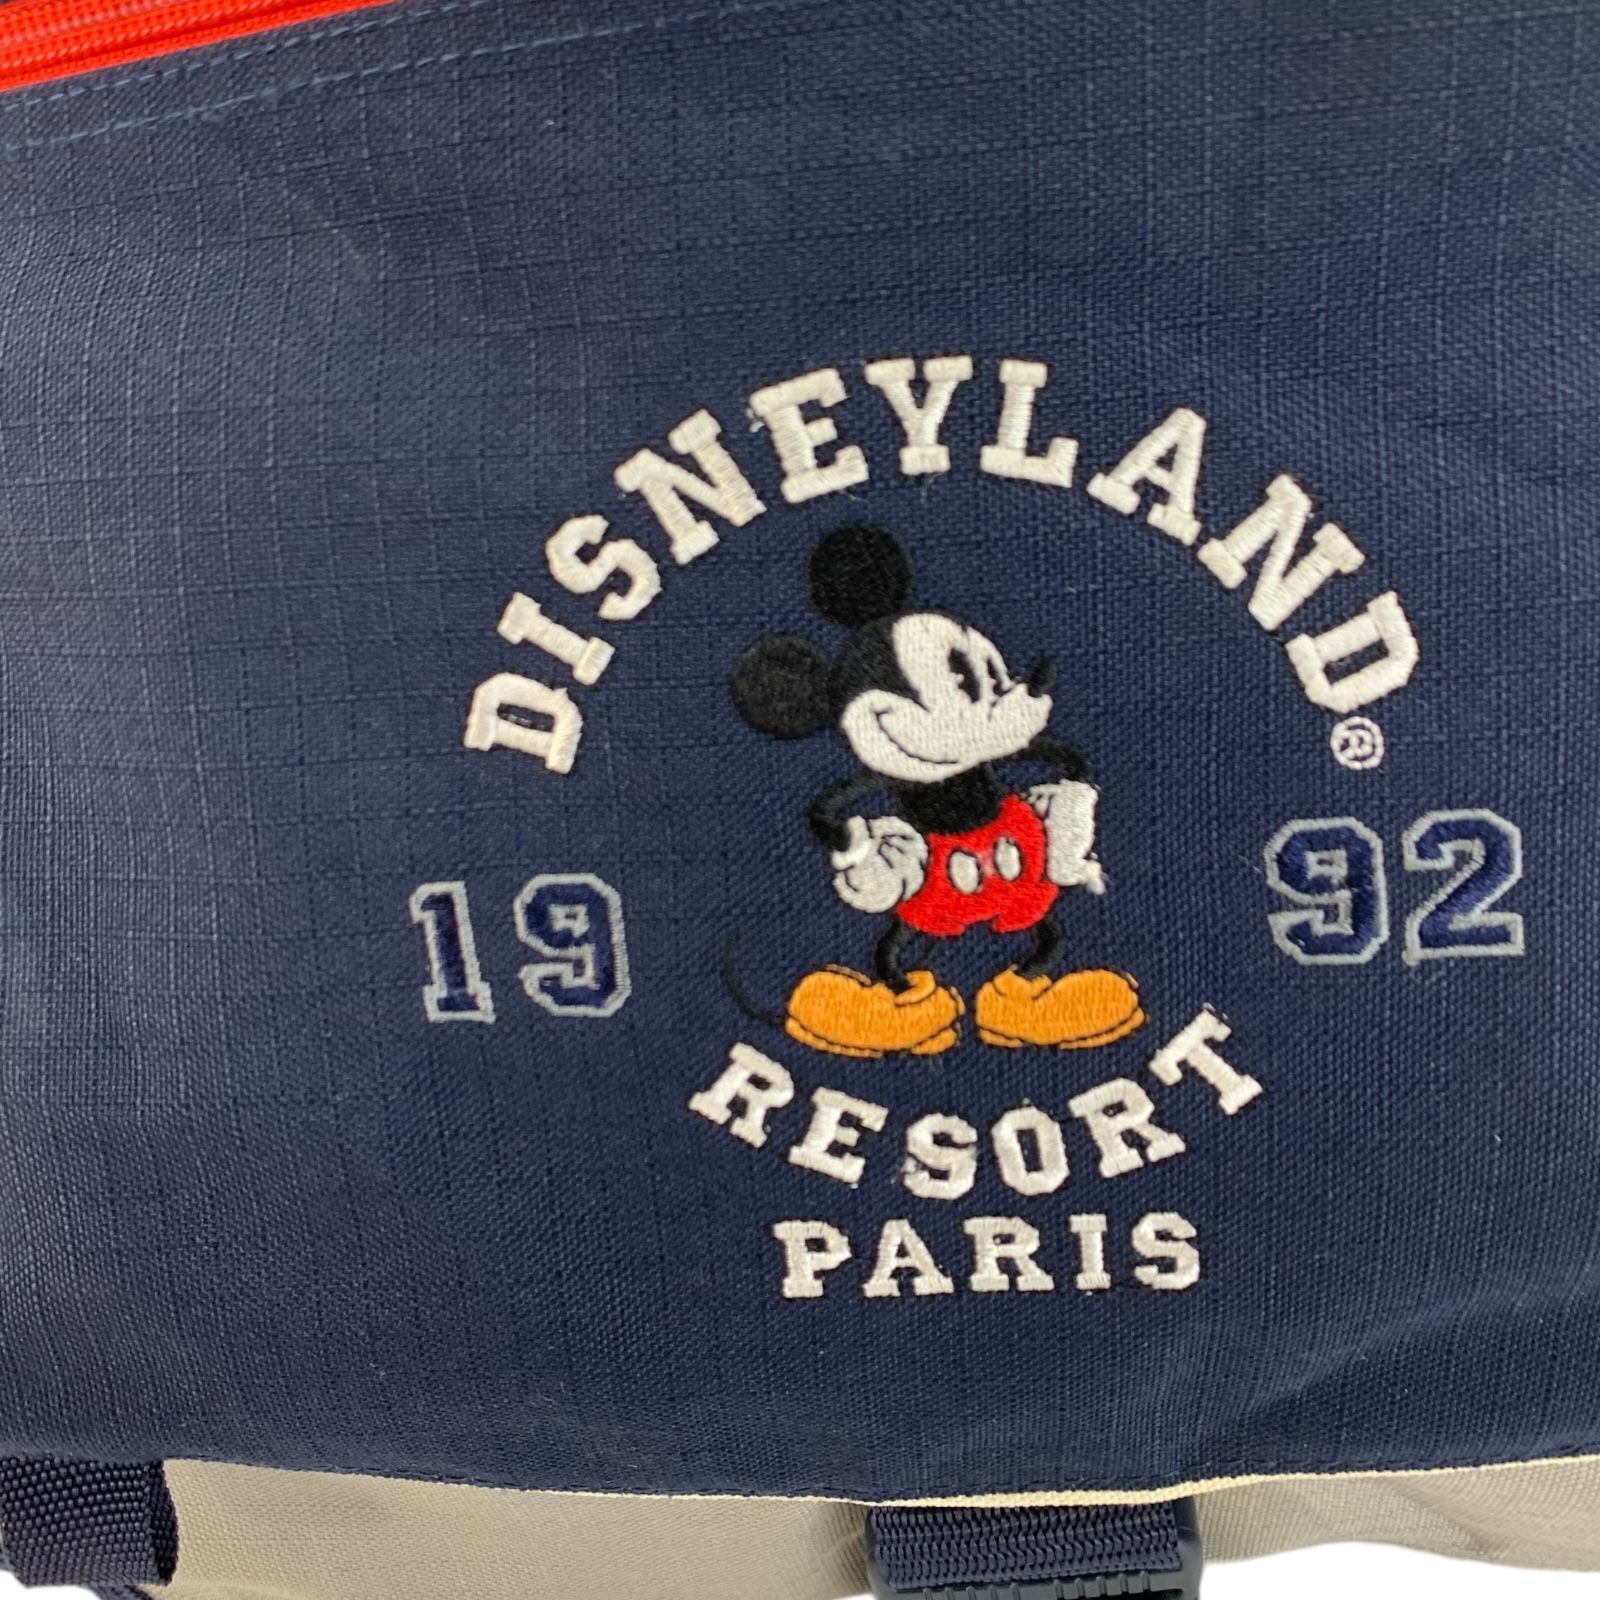 DISNEYLAND®
19 92
RESORT
PARIS